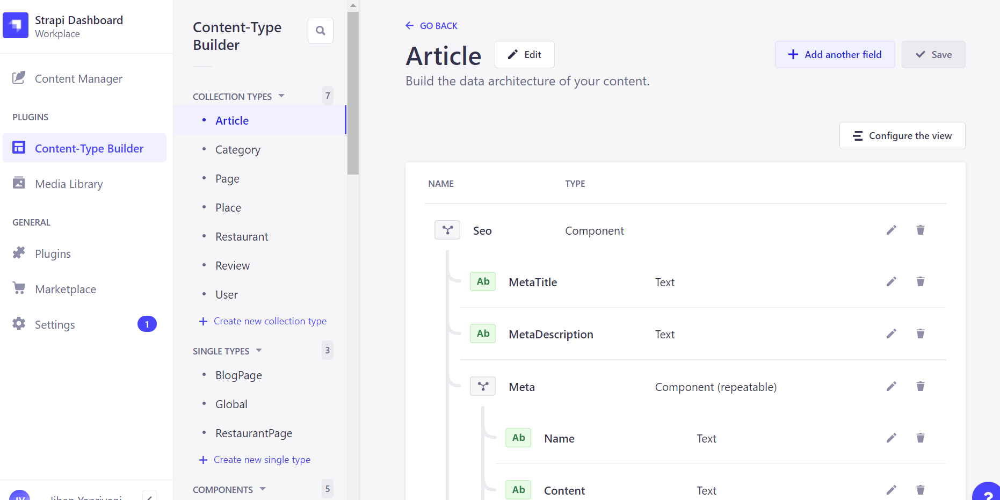 Strapi Dashboard
Workplace
Content Manager
PLUGINS
Content-Type Builder
Media Library
GENERAL
Plugins
Marketplace
Settings
1
Content-Type
Builder
COLLECTION TYPES
7
Article
Category
Page
Place
Restaurant
Review
User
Create new collection type
SINGLE TYPES
3
BlogPage
Global
RestaurantPage
Create new single type
COMPONENTS
5
GO BACK
Article
Edit
Add another field
Save
Build the data architecture of your content.
Configure the view
NAME TYPE
Seo Component
Ab MetaTitle Text
Ab MetaDescription Text
Meta Component (repeatable)
Ab Name Text
Ab Content Text
?